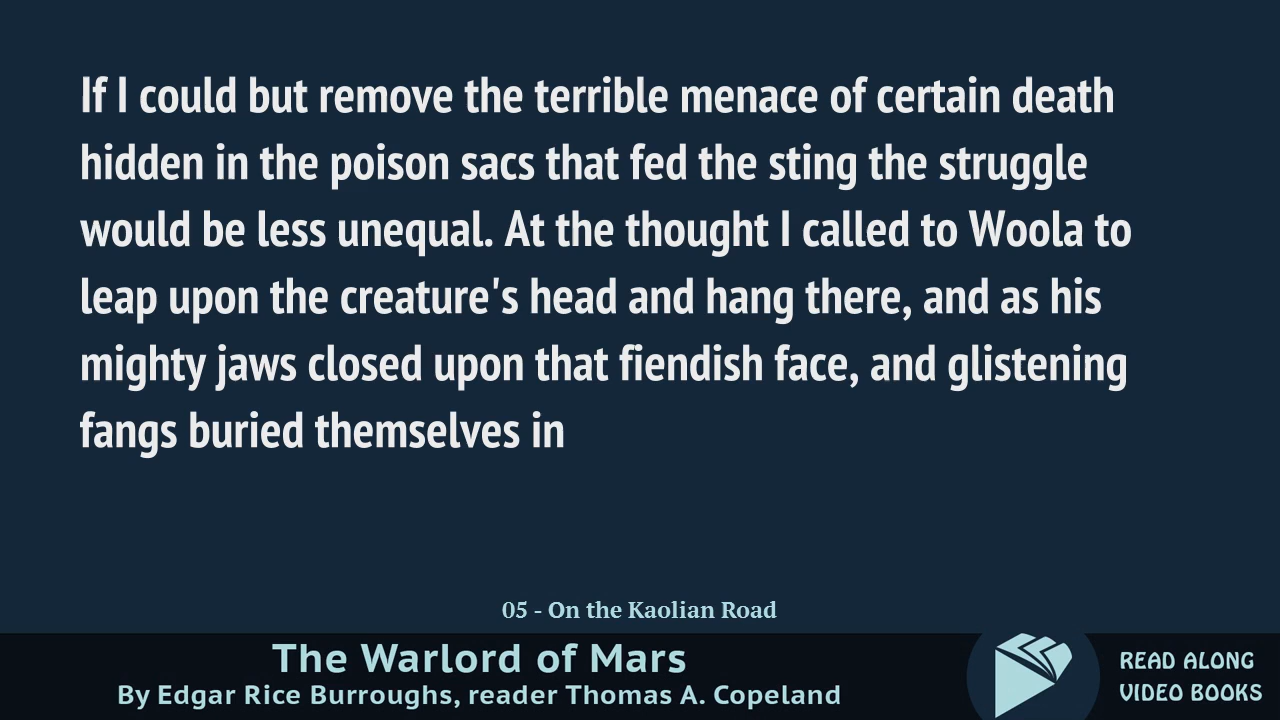 If I could but remove the terrible menace of certain death
hidden in the poison sacs that fed the sting the struggle
would be less unequal. At the thought I called to Woola to
leap upon the creature's head and hang there, and as his
mighty jaws closed upon that fiendish face, and glistening
fangs buried themselves in
05 - On the Kaolian Road
The Warlord of Mars
By Edgar Rice Burroughs, reader Thomas A. Copeland
READ ALONG
VIDEO BOOKS